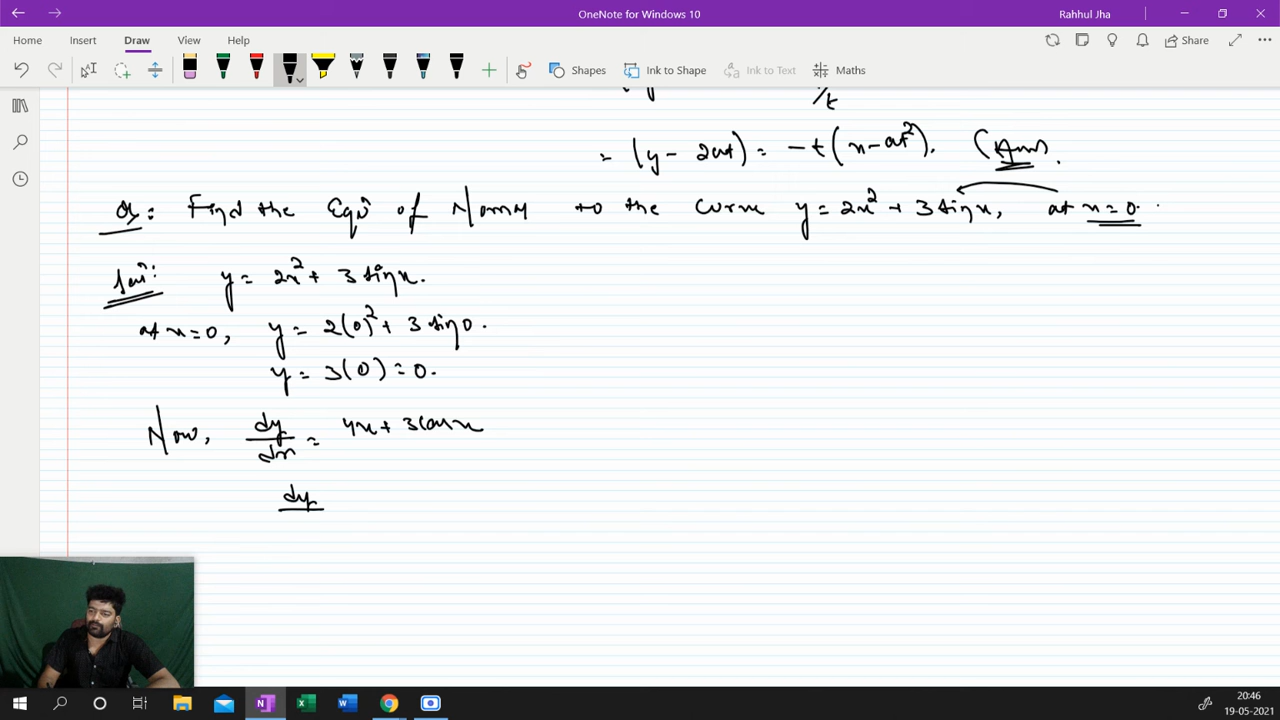 OneNote for Windows 10
Rahhul Jha
Home Insert Draw View Help
Share
Shapes Ink to Shape Ink to Text Maths
= (y - 2at) = -t(x - at²). (Ans).
Q: Find the Equⁿ of Normal to the curve y = 2x² + 3 sin x, at x = 0.
Solⁿ: y = 2x² + 3 sin x.
at x = 0, y = 2(0)² + 3 sin 0.
y = 3(0) = 0.
Now, dy/dx = 4x + 3 cos x
dy
20:46
19-05-2021